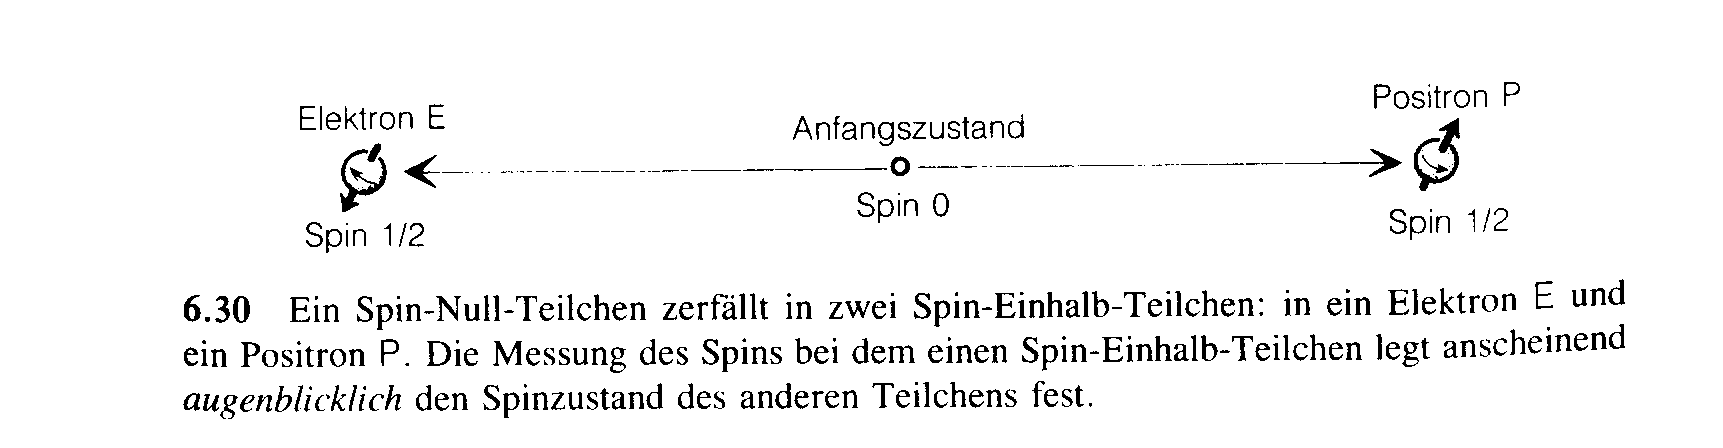 Elektron E
Anfangszustand
Positron P
Spin 1/2
Spin 0
Spin 1/2
6.30 Ein Spin-Null-Teilchen zerfällt in zwei Spin-Einhalb-Teilchen: in ein Elektron E und
ein Positron P. Die Messung des Spins bei dem einen Spin-Einhalb-Teilchen legt anscheinend
augenblicklich den Spinzustand des anderen Teilchens fest.